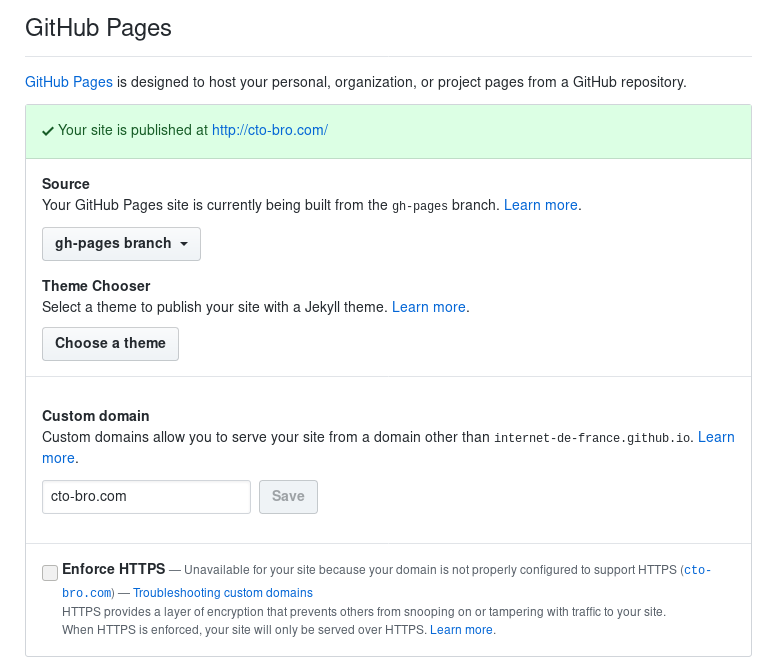 GitHub Pages
GitHub Pages is designed to host your personal, organization, or project pages from a GitHub repository.
Your site is published at http://cto-bro.com/
Source
Your GitHub Pages site is currently being built from the gh-pages branch. Learn more.
gh-pages branch
Theme Chooser
Select a theme to publish your site with a Jekyll theme. Learn more.
Choose a theme
Custom domain
Custom domains allow you to serve your site from a domain other than internet-de-france.github.io. Learn
more.
cto-bro.com Save
Enforce HTTPS — Unavailable for your site because your domain is not properly configured to support HTTPS (cto-
bro.com) — Troubleshooting custom domains
HTTPS provides a layer of encryption that prevents others from snooping on or tampering with traffic to your site.
When HTTPS is enforced, your site will only be served over HTTPS. Learn more.